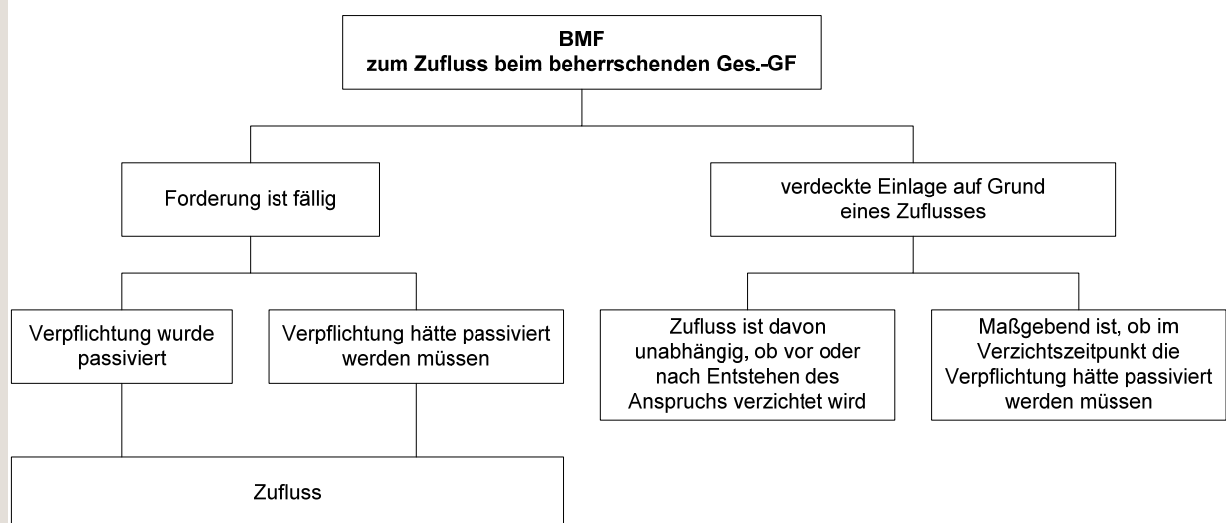 BMF
zum Zufluss beim beherrschenden Ges.-GF
Forderung ist fällig
verdeckte Einlage auf Grund
eines Zuflusses
Verpflichtung wurde
passiviert
Verpflichtung hätte passiviert
werden müssen
Zufluss ist davon
unabhängig, ob vor oder
nach Entstehen des
Anspruchs verzichtet wird
Maßgebend ist, ob im
Verzichtszeitpunkt die
Verpflichtung hätte passiviert
werden müssen
Zufluss